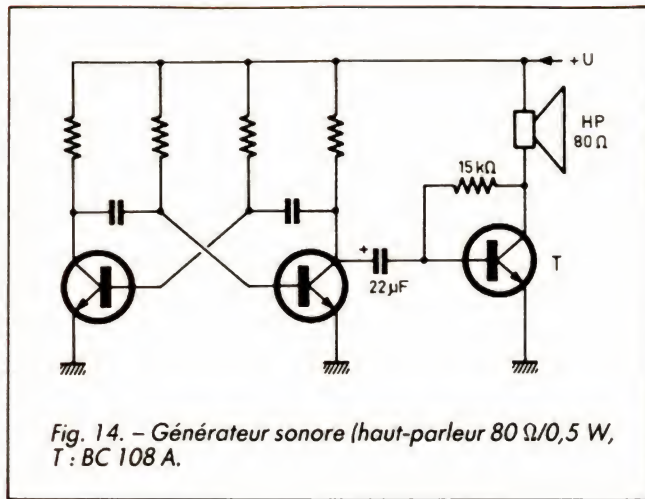 +U
HP
80 Ω
15 kΩ
+
22 µF
T
Fig. 14. – Générateur sonore (haut-parleur 80 Ω/0,5 W,
T : BC 108 A.